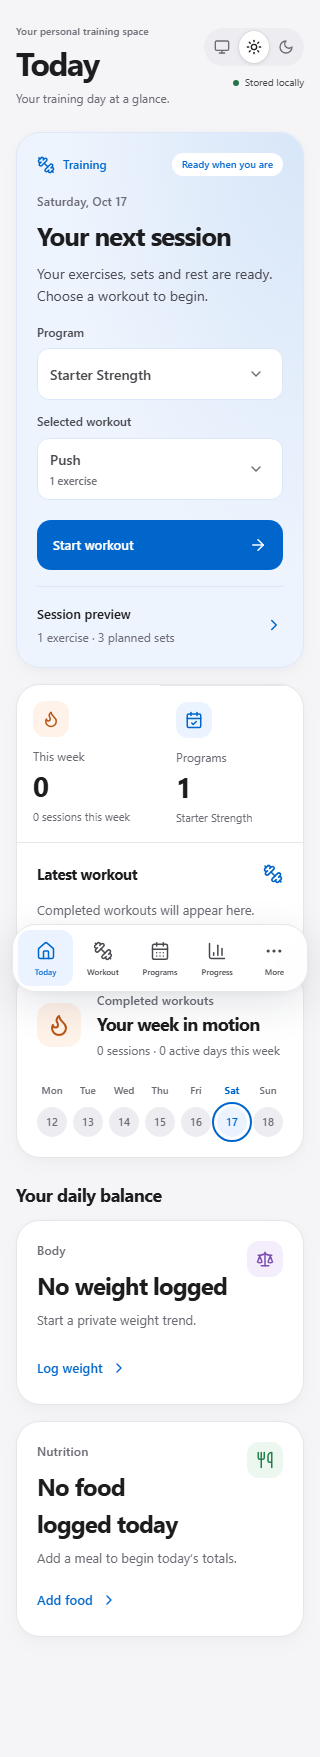 Your personal training space
Today
Your training day at a glance.
Stored locally
Training
Ready when you are
Saturday, Oct 17
Your next session
Your exercises, sets and rest are ready.
Choose a workout to begin.
Program
Starter Strength
Selected workout
Push
1 exercise
Start workout
Session preview
1 exercise · 3 planned sets
This week
0
0 sessions this week
Programs
1
Starter Strength
Latest workout
Completed workouts will appear here.
Today
Workout
Programs
Progress
More
Completed workouts
Your week in motion
0 sessions · 0 active days this week
Mon Tue Wed Thu Fri Sat Sun
12 13 14 15 16 17 18
Your daily balance
Body
No weight logged
Start a private weight trend.
Log weight
Nutrition
No food
logged today
Add a meal to begin today's totals.
Add food